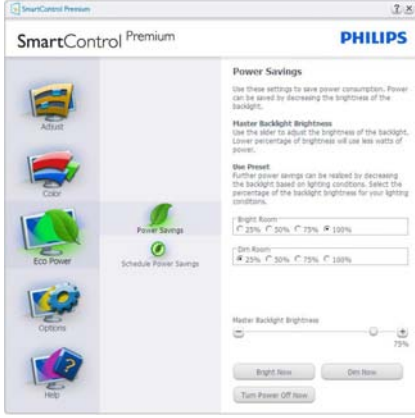 SmartControl Premium
SmartControl Premium
PHILIPS
Adjust
Color
Eco Power
Options
Help
Power Savings
Schedule Power Savings
Power Savings
Use these settings to save power consumption. Power
can be saved by decreasing the brightness of the
backlight.
Master Backlight Brightness
Use the slider to adjust the brightness of the backlight.
Lower percentage of brightness will use less watts of
power.
Use Preset
Further power savings can be realized by decreasing
the backlight based on lighting conditions. Select the
percentage of the backlight brightness for your lighting
conditions.
Bright Room
25% 50% 75% 100%
Dim Room
25% 50% 75% 100%
Master Backlight Brightness
75%
Bright Now
Dim Now
Turn Power Off Now